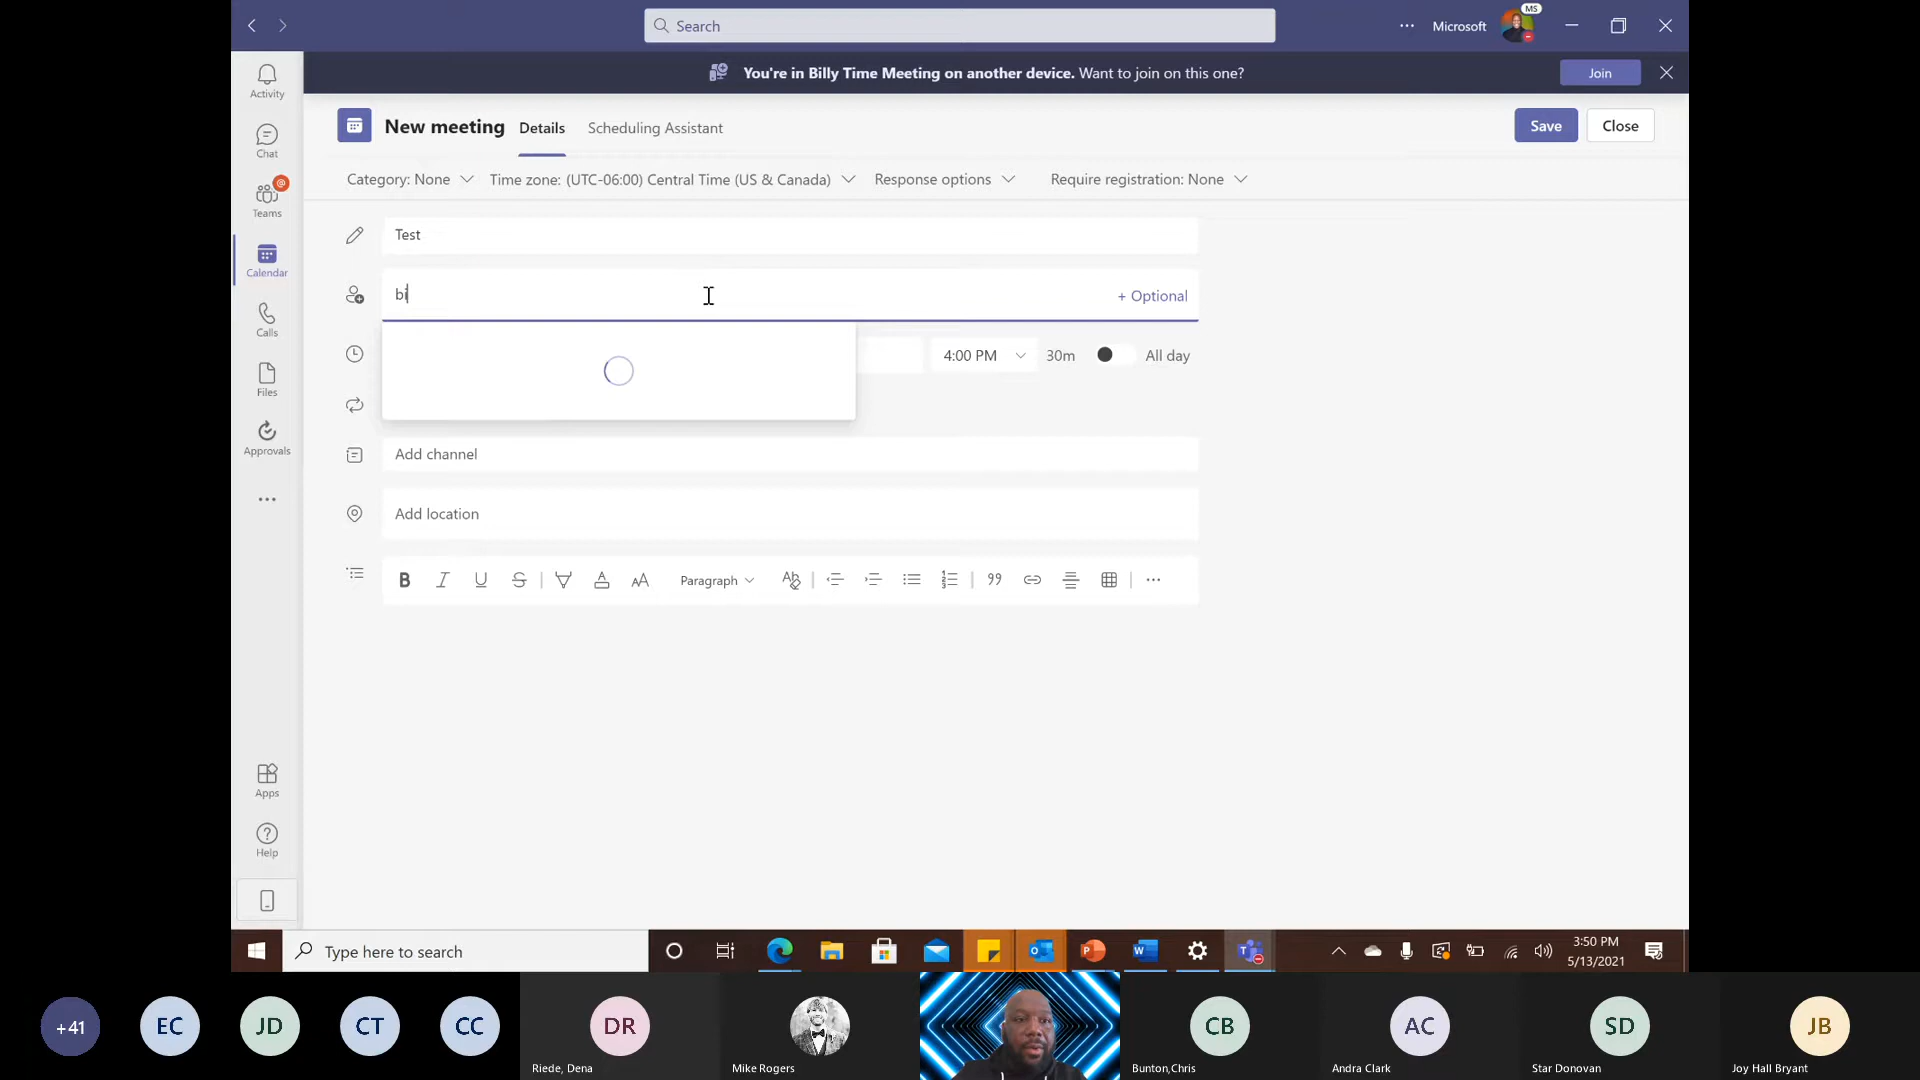 Search
Microsoft
MS
You're in Billy Time Meeting on another device. Want to join on this one?
Join
Activity
Chat
Teams
Calendar
Calls
Files
Approvals
Apps
Help
New meeting
Details
Scheduling Assistant
Save
Close
Category: None
Time zone: (UTC-06:00) Central Time (US & Canada)
Response options
Require registration: None
Test
bi
+ Optional
4:00 PM
30m
All day
Add channel
Add location
Paragraph
Type here to search
3:50 PM
5/13/2021
+41
EC
JD
CT
CC
DR
Riede, Dena
Mike Rogers
CB
Bunton,Chris
AC
Andra Clark
SD
Star Donovan
JB
Joy Hall Bryant